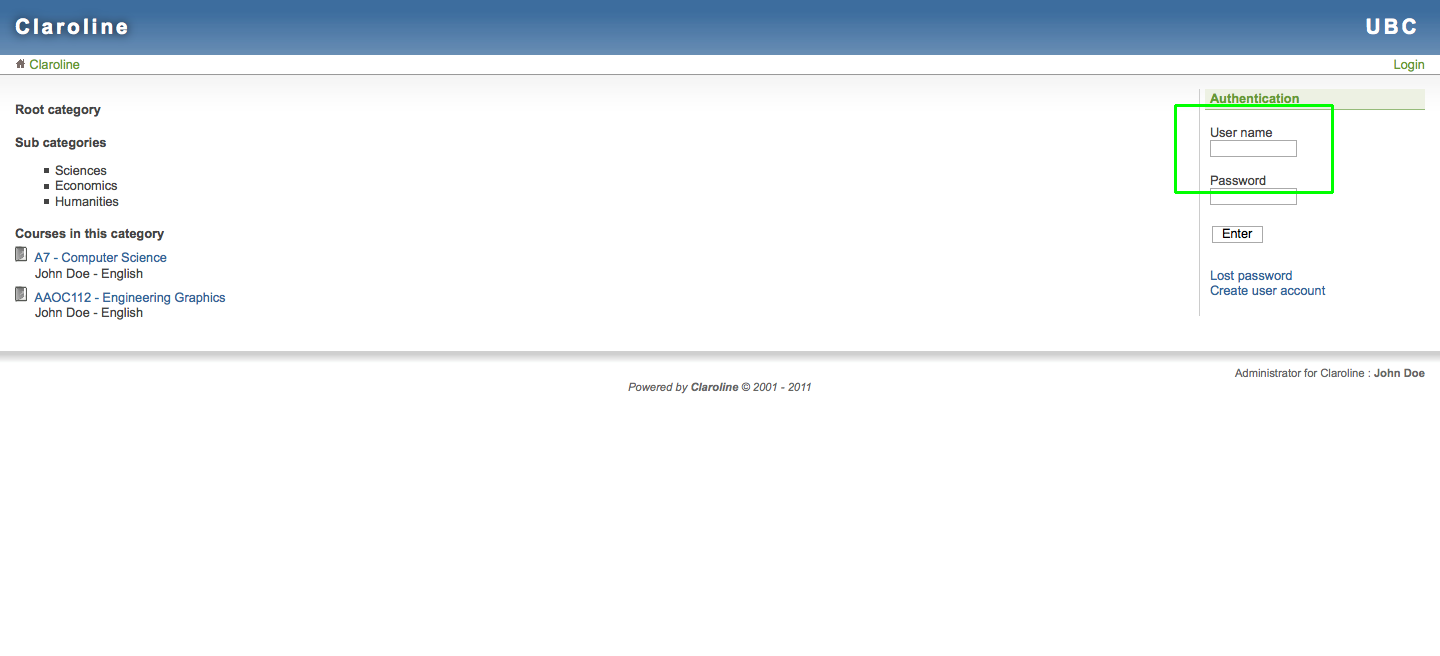 Claroline
UBC
Claroline
Login
Root category
Sub categories
Sciences
Economics
Humanities
Courses in this category
A7 - Computer Science
John Doe - English
AAOC112 - Engineering Graphics
John Doe - English
Authentication
User name
Password
Enter
Lost password
Create user account
Administrator for Claroline : John Doe
Powered by Claroline © 2001 - 2011